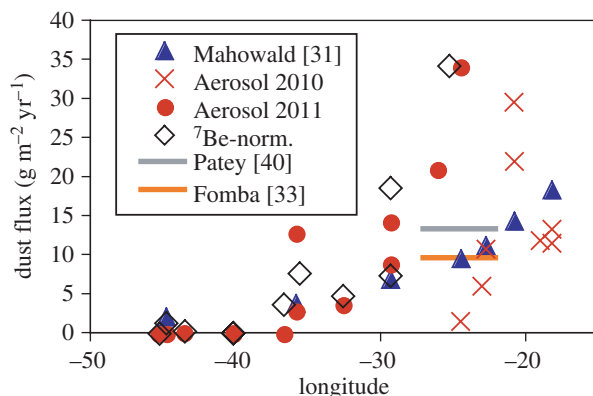 40
35
30
25
20
15
10
5
0
dust flux (g m⁻² yr⁻¹)
Mahowald [31]
Aerosol 2010
Aerosol 2011
⁷Be-norm.
Patey [40]
Fomba [33]
–50 –40 –30 –20
longitude